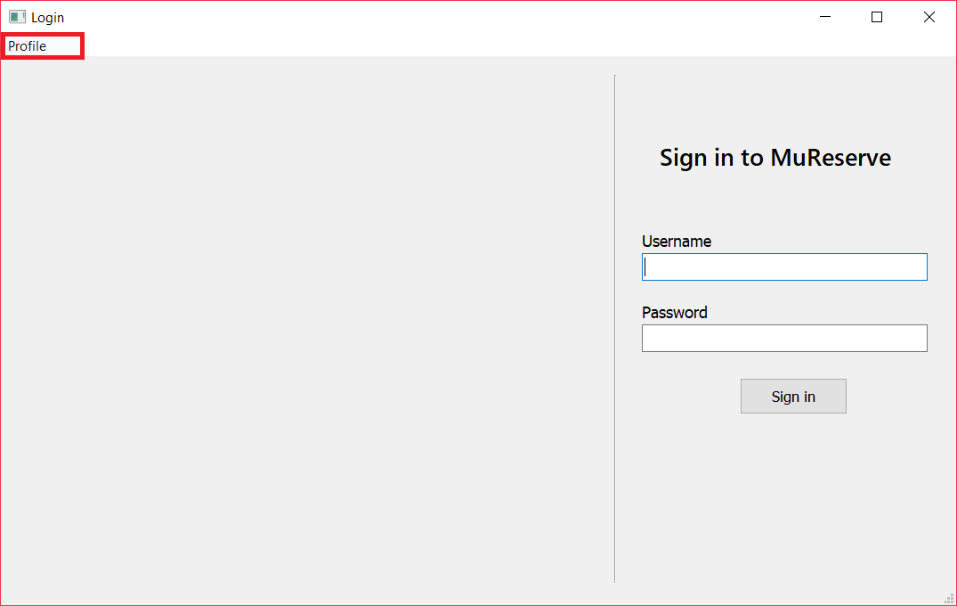 Login
Profile
Sign in to MuReserve
Username
Password
Sign in